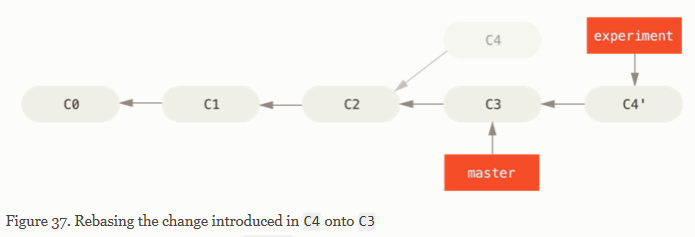 C4
experiment
C0
C1
C2
C3
C4'
master
Figure 37. Rebasing the change introduced in C4 onto C3